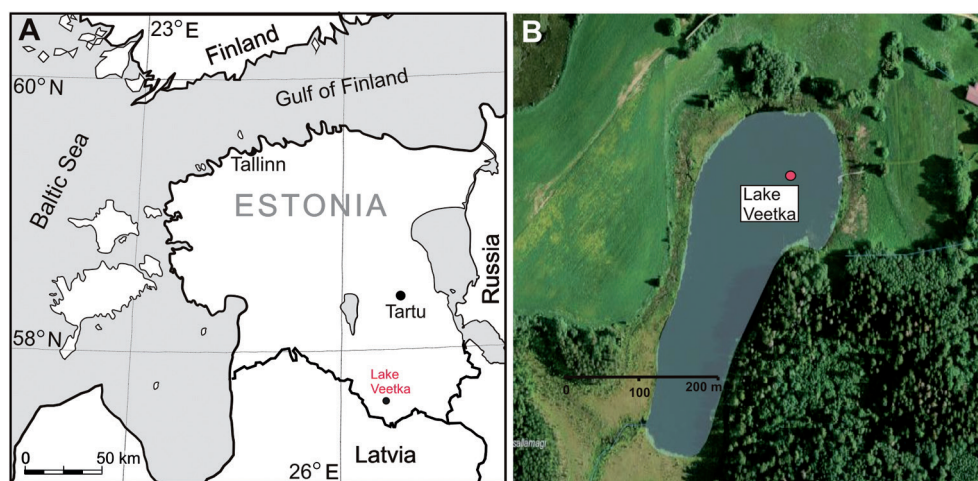 A
23°E
Finland
60°N
Gulf of Finland
Baltic Sea
Tallinn
ESTONIA
Russia
Tartu
58°N
Lake
Veetka
26°E
Latvia
0
50 km
B
Lake
Veetka
0
100
200 m